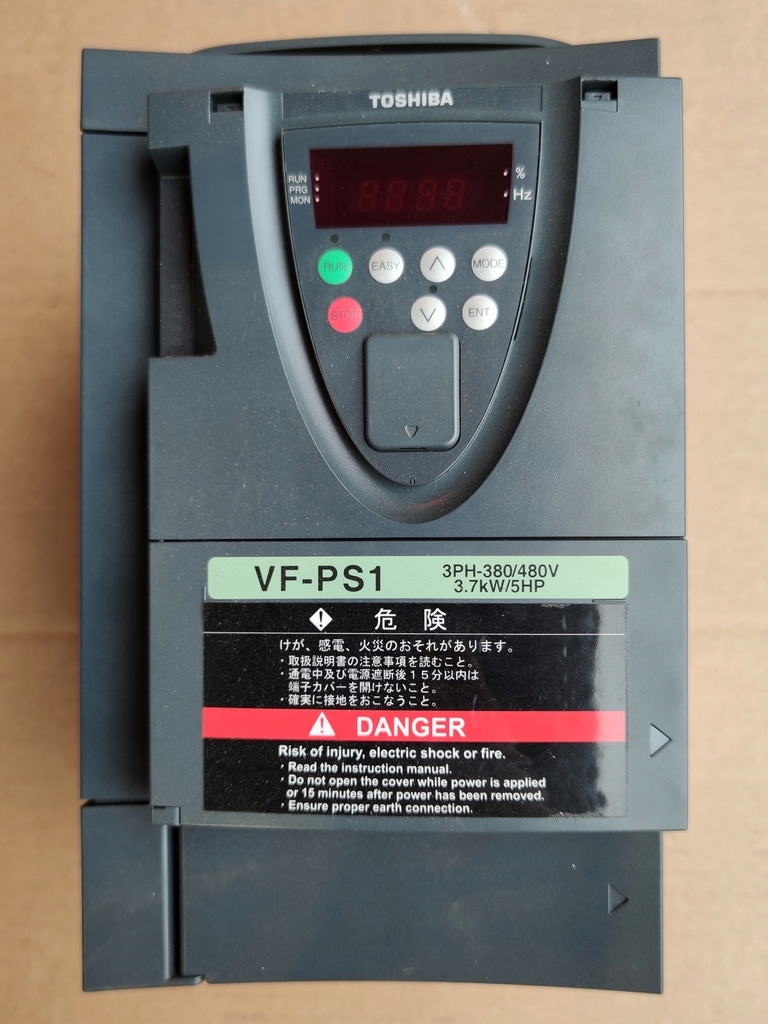 TOSHIBA
RUN
PRG
MON
%
Hz
RUN
EASY
MODE
STOP
ENT
VF-PS1
3PH-380/480V
3.7kW/5HP
危険
けが、感電、火災のおそれがあります。
・取扱説明書の注意事項を読むこと。
・通電中及び電源遮断後15分以内は
端子カバーを開けないこと。
・確実に接地をおこなうこと。
DANGER
Risk of injury, electric shock or fire.
・Read the instruction manual.
・Do not open the cover while power is applied
or 15 minutes after power has been removed.
・Ensure proper earth connection.